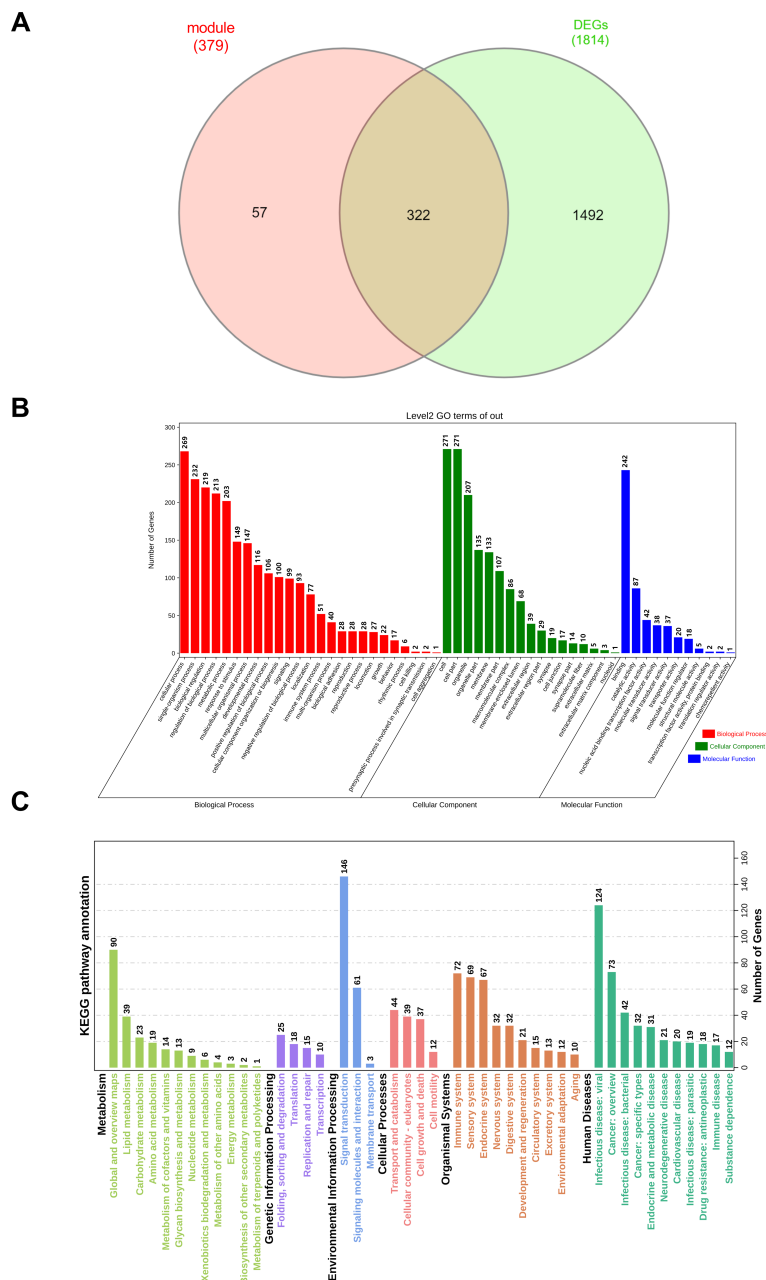 A
module
(379)
DEGs
(1814)
57
322
1492
B
Level2 GO terms of out
Number of Genes
300
250
200
150
100
50
0
269
232
219
213
203
149
147
116
106
100
99
93
77
51
40
28
28
28
27
22
17
6
2
2
1
271
271
207
135
133
107
86
68
39
29
19
17
14
10
5
3
1
242
87
42
38
37
20
18
5
2
2
1
cellular process
single organism process
biological regulation
regulation of biological process
metabolic process
response to stimulus
multicellular organismal process
developmental process
positive regulation of biological process
cellular component organization or biogenesis
signaling
negative regulation of biological process
localization
immune system process
multi-organism process
biological adhesion
reproduction
reproductive process
locomotion
growth
behavior
rhythmic process
cell killing
presynaptic process involved in synaptic transmission
cell aggregation
cell
cell part
organelle
organelle part
membrane
membrane part
macromolecular complex
membrane-enclosed lumen
extracellular region
extracellular region part
synapse
cell junction
synapse part
supramolecular fiber
extracellular matrix
extracellular matrix component
nucleoid
binding
catalytic activity
nucleic acid binding transcription factor activity
molecular transducer activity
signal transducer activity
transporter activity
molecular function regulator
structural molecule activity
transcription factor activity, protein binding
translation regulator activity
chemorepellent activity
Biological Process
Cellular Component
Molecular Function
Biological Process
Cellular Component
Molecular Function
C
KEGG pathway annotation
Number of Genes
0
20
40
60
80
100
120
140
160
Metabolism
90
Global and overview maps
39
Lipid metabolism
23
Carbohydrate metabolism
19
Amino acid metabolism
14
Metabolism of cofactors and vitamins
13
Glycan biosynthesis and metabolism
9
Nucleotide metabolism
6
Xenobiotics biodegradation and metabolism
4
Metabolism of other amino acids
3
Energy metabolism
2
Biosynthesis of other secondary metabolites
1
Metabolism of terpenoids and polyketides
Genetic Information Processing
25
Folding, sorting and degradation
18
Translation
15
Replication and repair
10
Transcription
Environmental Information Processing
146
Signal transduction
61
Signaling molecules and interaction
3
Membrane transport
Cellular Processes
44
Transport and catabolism
39
Cellular community - eukaryotes
37
Cell growth and death
12
Cell motility
Organismal Systems
72
Immune system
69
Sensory system
67
Endocrine system
32
Nervous system
32
Digestive system
21
Development and regeneration
15
Circulatory system
13
Excretory system
12
Environmental adaptation
10
Aging
Human Diseases
124
Infectious disease: viral
73
Cancer: overview
42
Infectious disease: bacterial
32
Cancer: specific types
31
Endocrine and metabolic disease
21
Neurodegenerative disease
20
Cardiovascular disease
19
Infectious disease: parasitic
18
Drug resistance: antineoplastic
17
Immune disease
12
Substance dependence